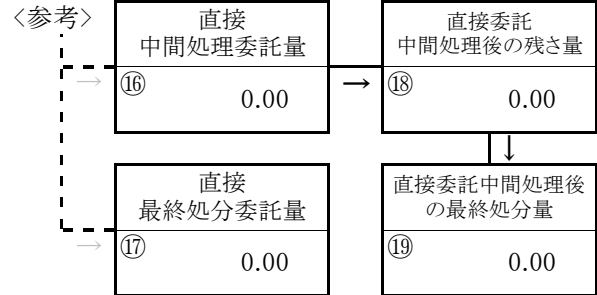 〈参考〉
直接
中間処理委託量
⑯
0.00
→
→
直接委託
中間処理後の残さ量
⑱
0.00
↓
直接
最終処分委託量
⑰
0.00
→
直接委託中間処理後
の最終処分量
⑲
0.00